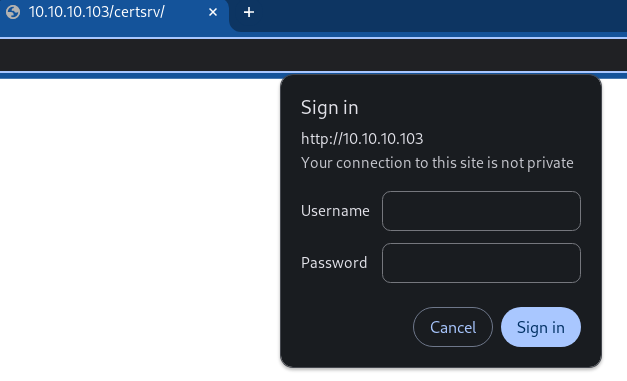 10.10.10.103/certsrv/
Sign in
http://10.10.10.103
Your connection to this site is not private
Username
Password
Cancel Sign in